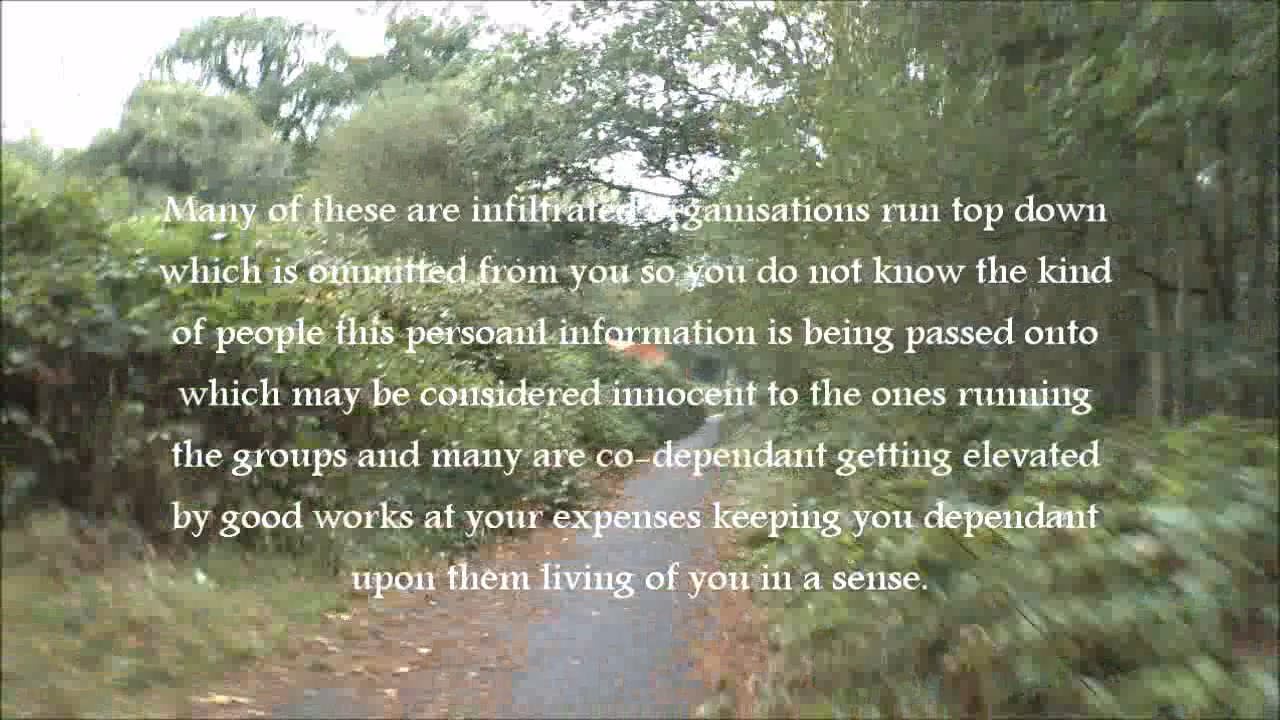 Many of these are infiltrated organisations run top down
which is ommitted from you so you do not know the kind
of people this persoanl information is being passed onto
which may be considered innocent to the ones running
the groups and many are co-dependant getting elevated
by good works at your expenses keeping you dependant
upon them living of you in a sense.